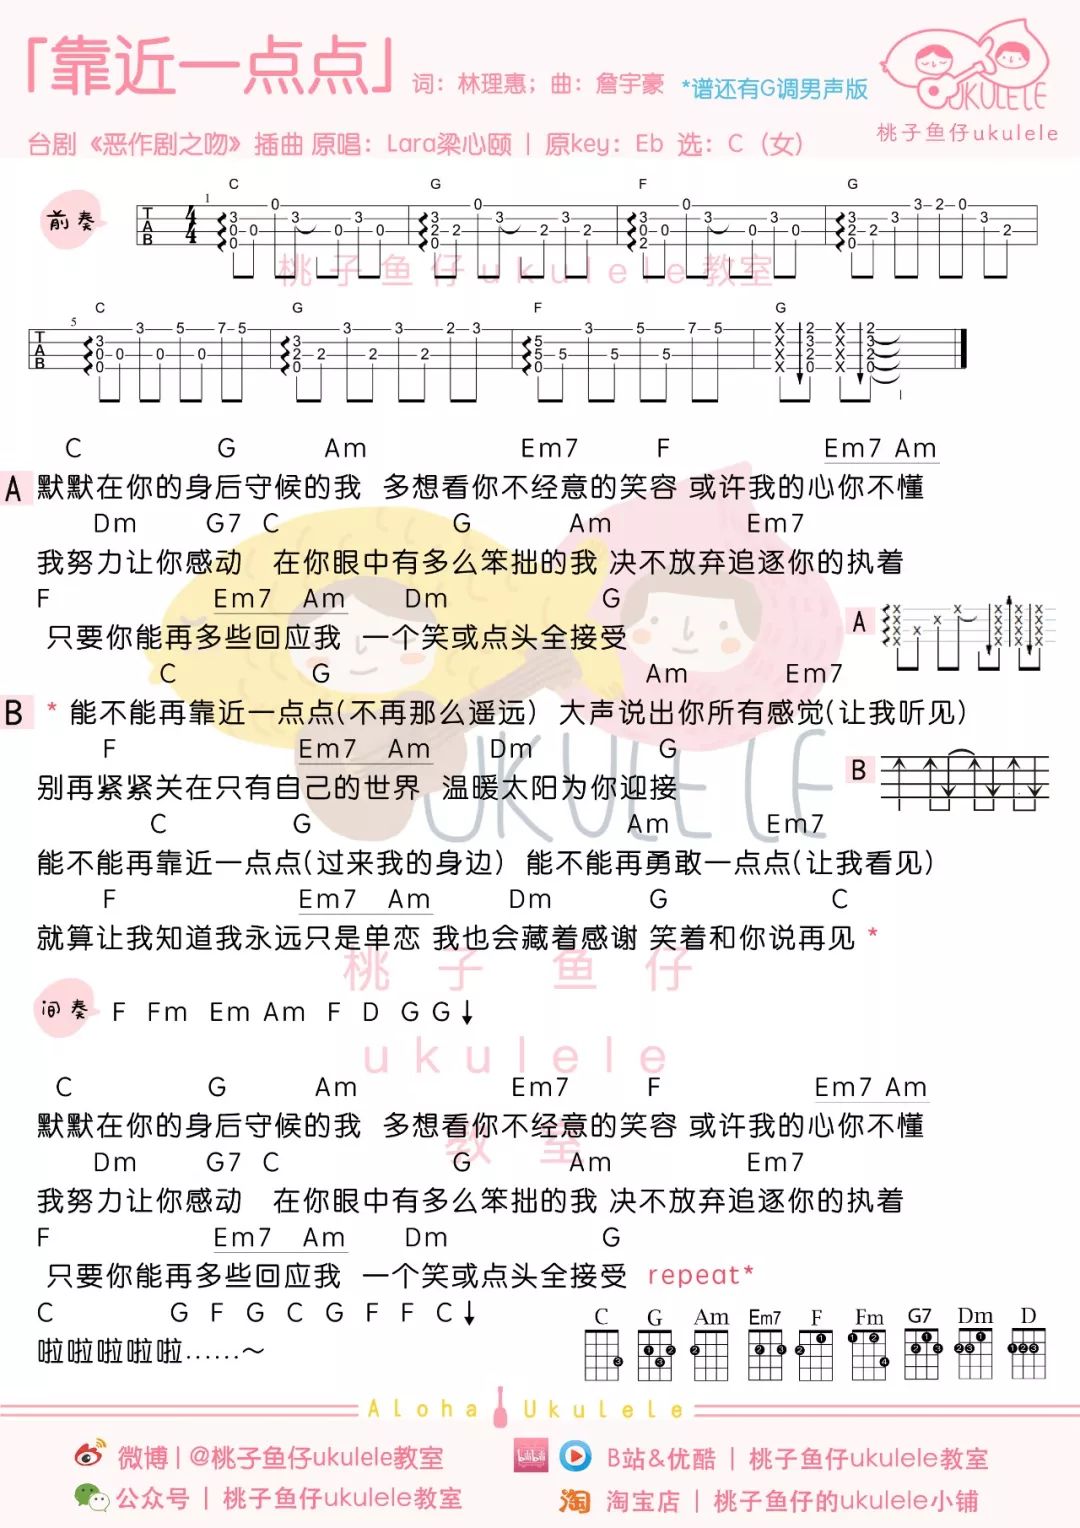 「靠近一点点」 词：林理惠；曲：詹宇豪 *谱还有G调男声版
UKULELE
桃子鱼仔ukulele
台剧《恶作剧之吻》插曲 原唱：Lara梁心颐 | 原key：Eb 选：C（女）
前奏
C G F G
桃子鱼仔ukulele教室
C G F G
C G Am Em7 F Em7 Am
A 默默在你的身后守候的我 多想看你不经意的笑容 或许我的心你不懂
Dm G7 C G Am Em7
我努力让你感动 在你眼中有多么笨拙的我 决不放弃追逐你的执着
F Em7 Am Dm G
只要你能再多些回应我 一个笑或点头全接受
A
C G Am Em7
B * 能不能再靠近一点点(不再那么遥远) 大声说出你所有感觉(让我听见)
F Em7 Am Dm G
别再紧紧关在只有自己的世界 温暖太阳为你迎接
B
UKULELE
C G Am Em7
能不能再靠近一点点(过来我的身边) 能不能再勇敢一点点(让我看见)
F Em7 Am Dm G C
就算让我知道我永远只是单恋 我也会藏着感谢 笑着和你说再见 *
桃子鱼仔
间奏 F Fm Em Am F D G G↓
ukulele
C G Am Em7 F Em7 Am
默默在你的身后守候的我 多想看你不经意的笑容 或许我的心你不懂
教室
Dm G7 C G Am Em7
我努力让你感动 在你眼中有多么笨拙的我 决不放弃追逐你的执着
F Em7 Am Dm G
只要你能再多些回应我 一个笑或点头全接受 repeat*
C G F G C G F F C↓
啦啦啦啦啦……～
C G Am Em7 F Fm G7 Dm D
Aloha Ukulele
微博 | @桃子鱼仔ukulele教室
B站&优酷 | 桃子鱼仔ukulele教室
公众号 | 桃子鱼仔ukulele教室
淘 淘宝店 | 桃子鱼仔的ukulele小铺